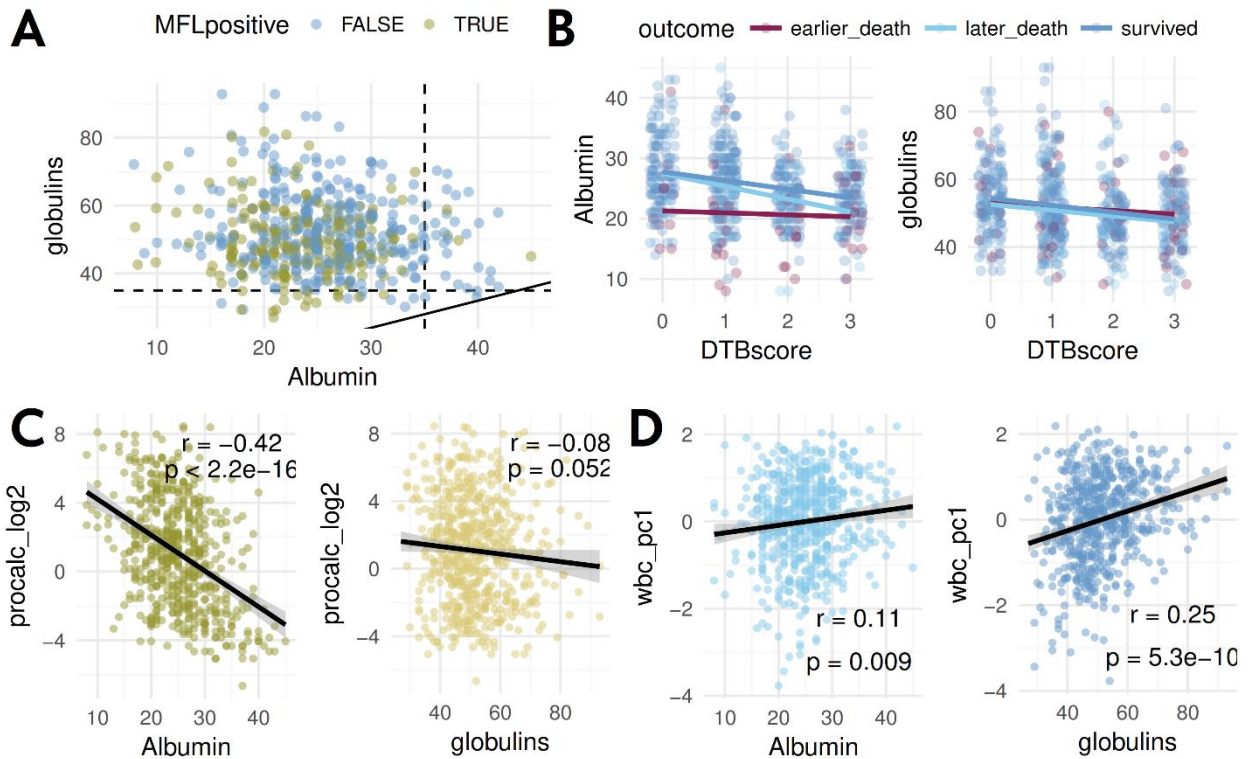 A
MFLpositive FALSE TRUE
globulins
80
60
40
10 20 30 40
Albumin
B
outcome earlier_death later_death survived
Albumin
40
30
20
10
0 1 2 3
DTBscore
globulins
80
60
40
0 1 2 3
DTBscore
C
procalc_log2
8
4
0
−4
r = −0.42
p < 2.2e−16
10 20 30 40
Albumin
procalc_log2
8
4
0
−4
r = −0.08
p = 0.052
40 60 80
globulins
D
wbc_pc1
2
0
−2
−4
r = 0.11
p = 0.009
10 20 30 40
Albumin
wbc_pc1
2
0
−2
−4
r = 0.25
p = 5.3e−10
40 60 80
globulins